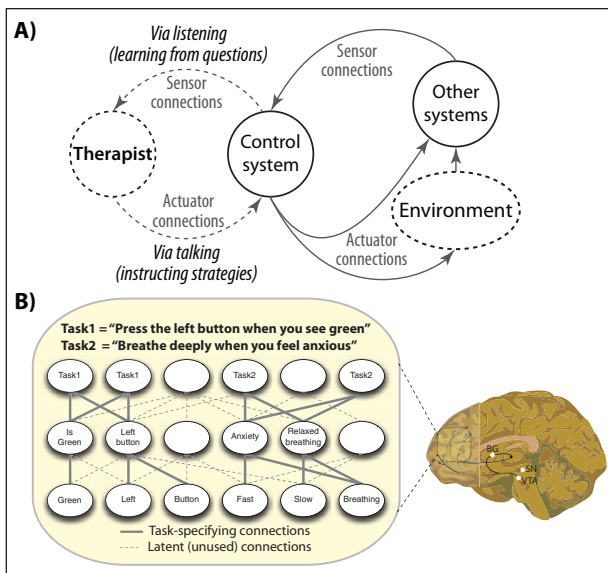 A)
Via listening
(learning from questions)
Sensor
connections
Sensor
connections
Therapist
Control
system
Other
systems
Environment
Actuator
connections
Actuator
connections
Via talking
(instructing strategies)
B)
Task1 = "Press the left button when you see green"
Task2 = "Breathe deeply when you feel anxious"
Task1
Task1
Task2
Task2
Is
Green
Left
button
Anxiety
Relaxed
breathing
Green
Left
Button
Fast
Slow
Breathing
Task-specifying connections
Latent (unused) connections
BG
SN
VTA